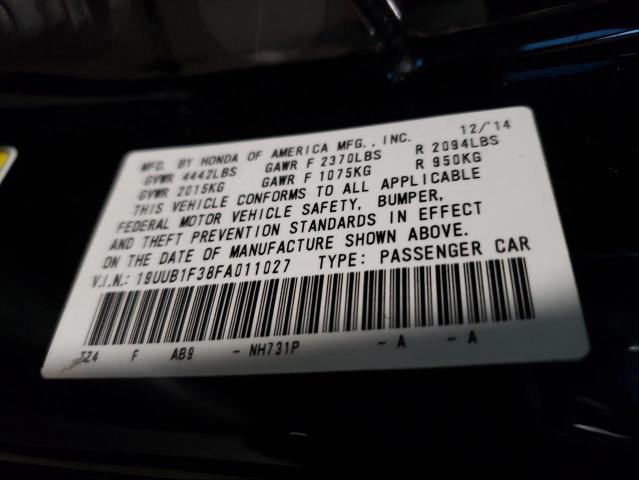 MFD. BY HONDA OF AMERICA MFG., INC. 12/'14
GVWR 4442LBS GAWR F 2370LBS R 2094LBS
GVWR 2015KG GAWR F 1075KG R 950KG
THIS VEHICLE CONFORMS TO ALL APPLICABLE
FEDERAL MOTOR VEHICLE SAFETY, BUMPER,
AND THEFT PREVENTION STANDARDS IN EFFECT
ON THE DATE OF MANUFACTURE SHOWN ABOVE.
V.I.N.: 19UUB1F38FA011027 TYPE: PASSENGER CAR
TZ4 F AB9 - NH731P - A - A